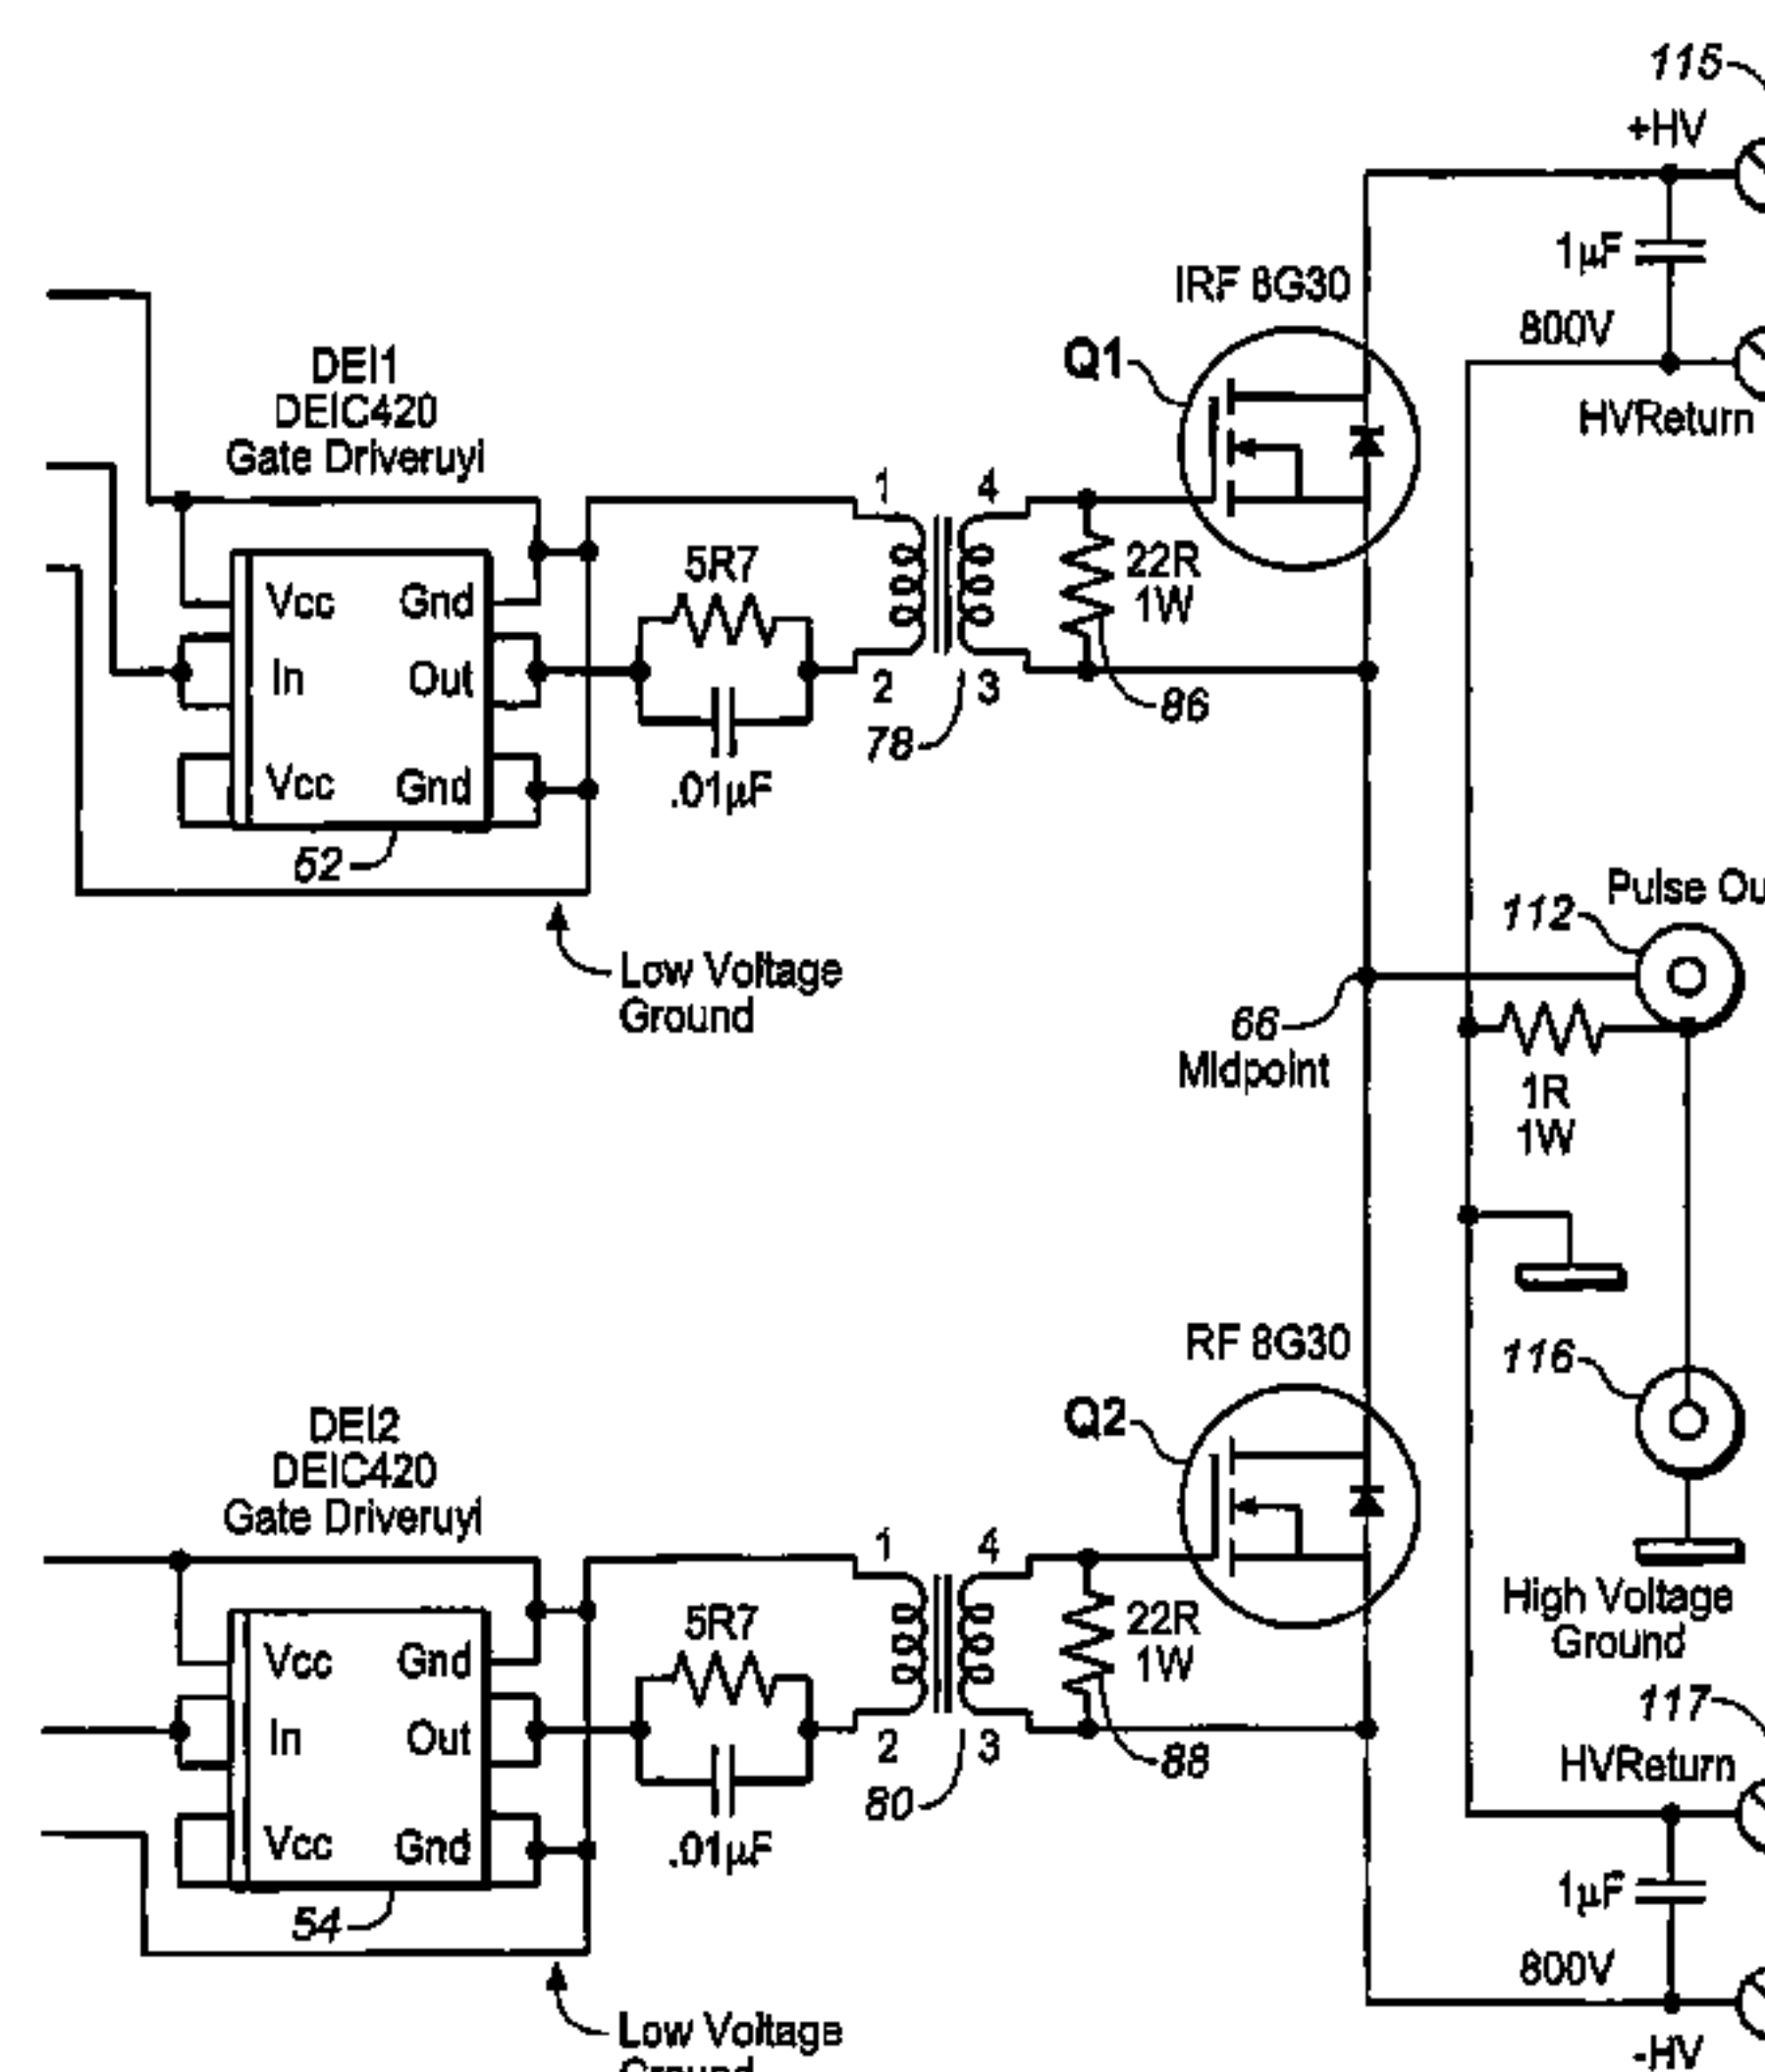 115
+HV
1µF
IRF 8G30
800V
Q1
DEI1
DEIC420
Gate Driveruyi
HVReturn
1
4
5R7
22R
1W
Vcc
Gnd
In
Out
2
3
86
78
Vcc
Gnd
.01µF
52
Pulse Ou
112
Low Voltage
Ground
66
Midpoint
1R
1W
RF 8G30
116
Q2
DEI2
DEIC420
Gate Driveruyi
1
4
High Voltage
Ground
5R7
22R
1W
Vcc
Gnd
117
In
Out
2
3
88
HVReturn
80
Vcc
Gnd
.01µF
1µF
54
800V
Low Voltage
Ground
-HV